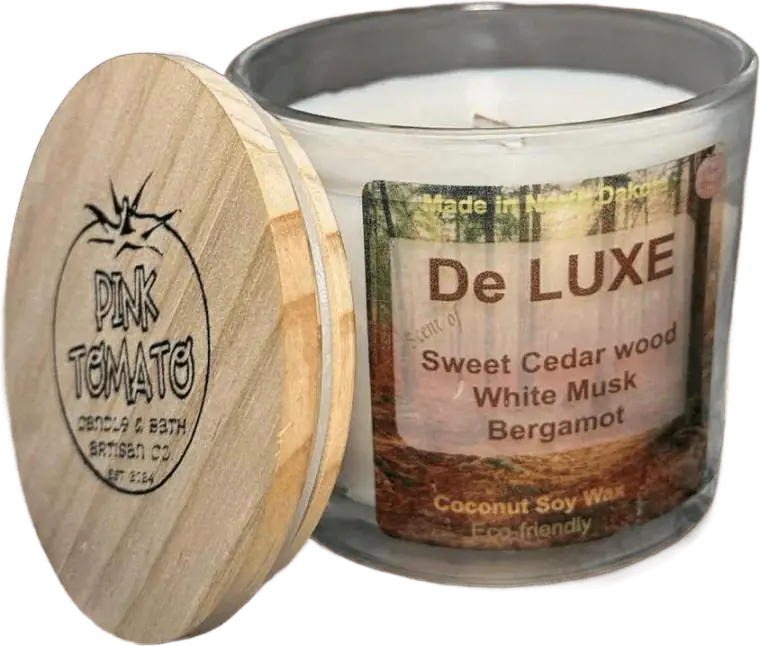 PINK
TOMATO
CANDLE & BATH
ARTISAN CO
EST 2024
Made in North Dakota
De LUXE
Scent of
Sweet Cedar wood
White Musk
Bergamot
Coconut Soy Wax
Eco-friendly